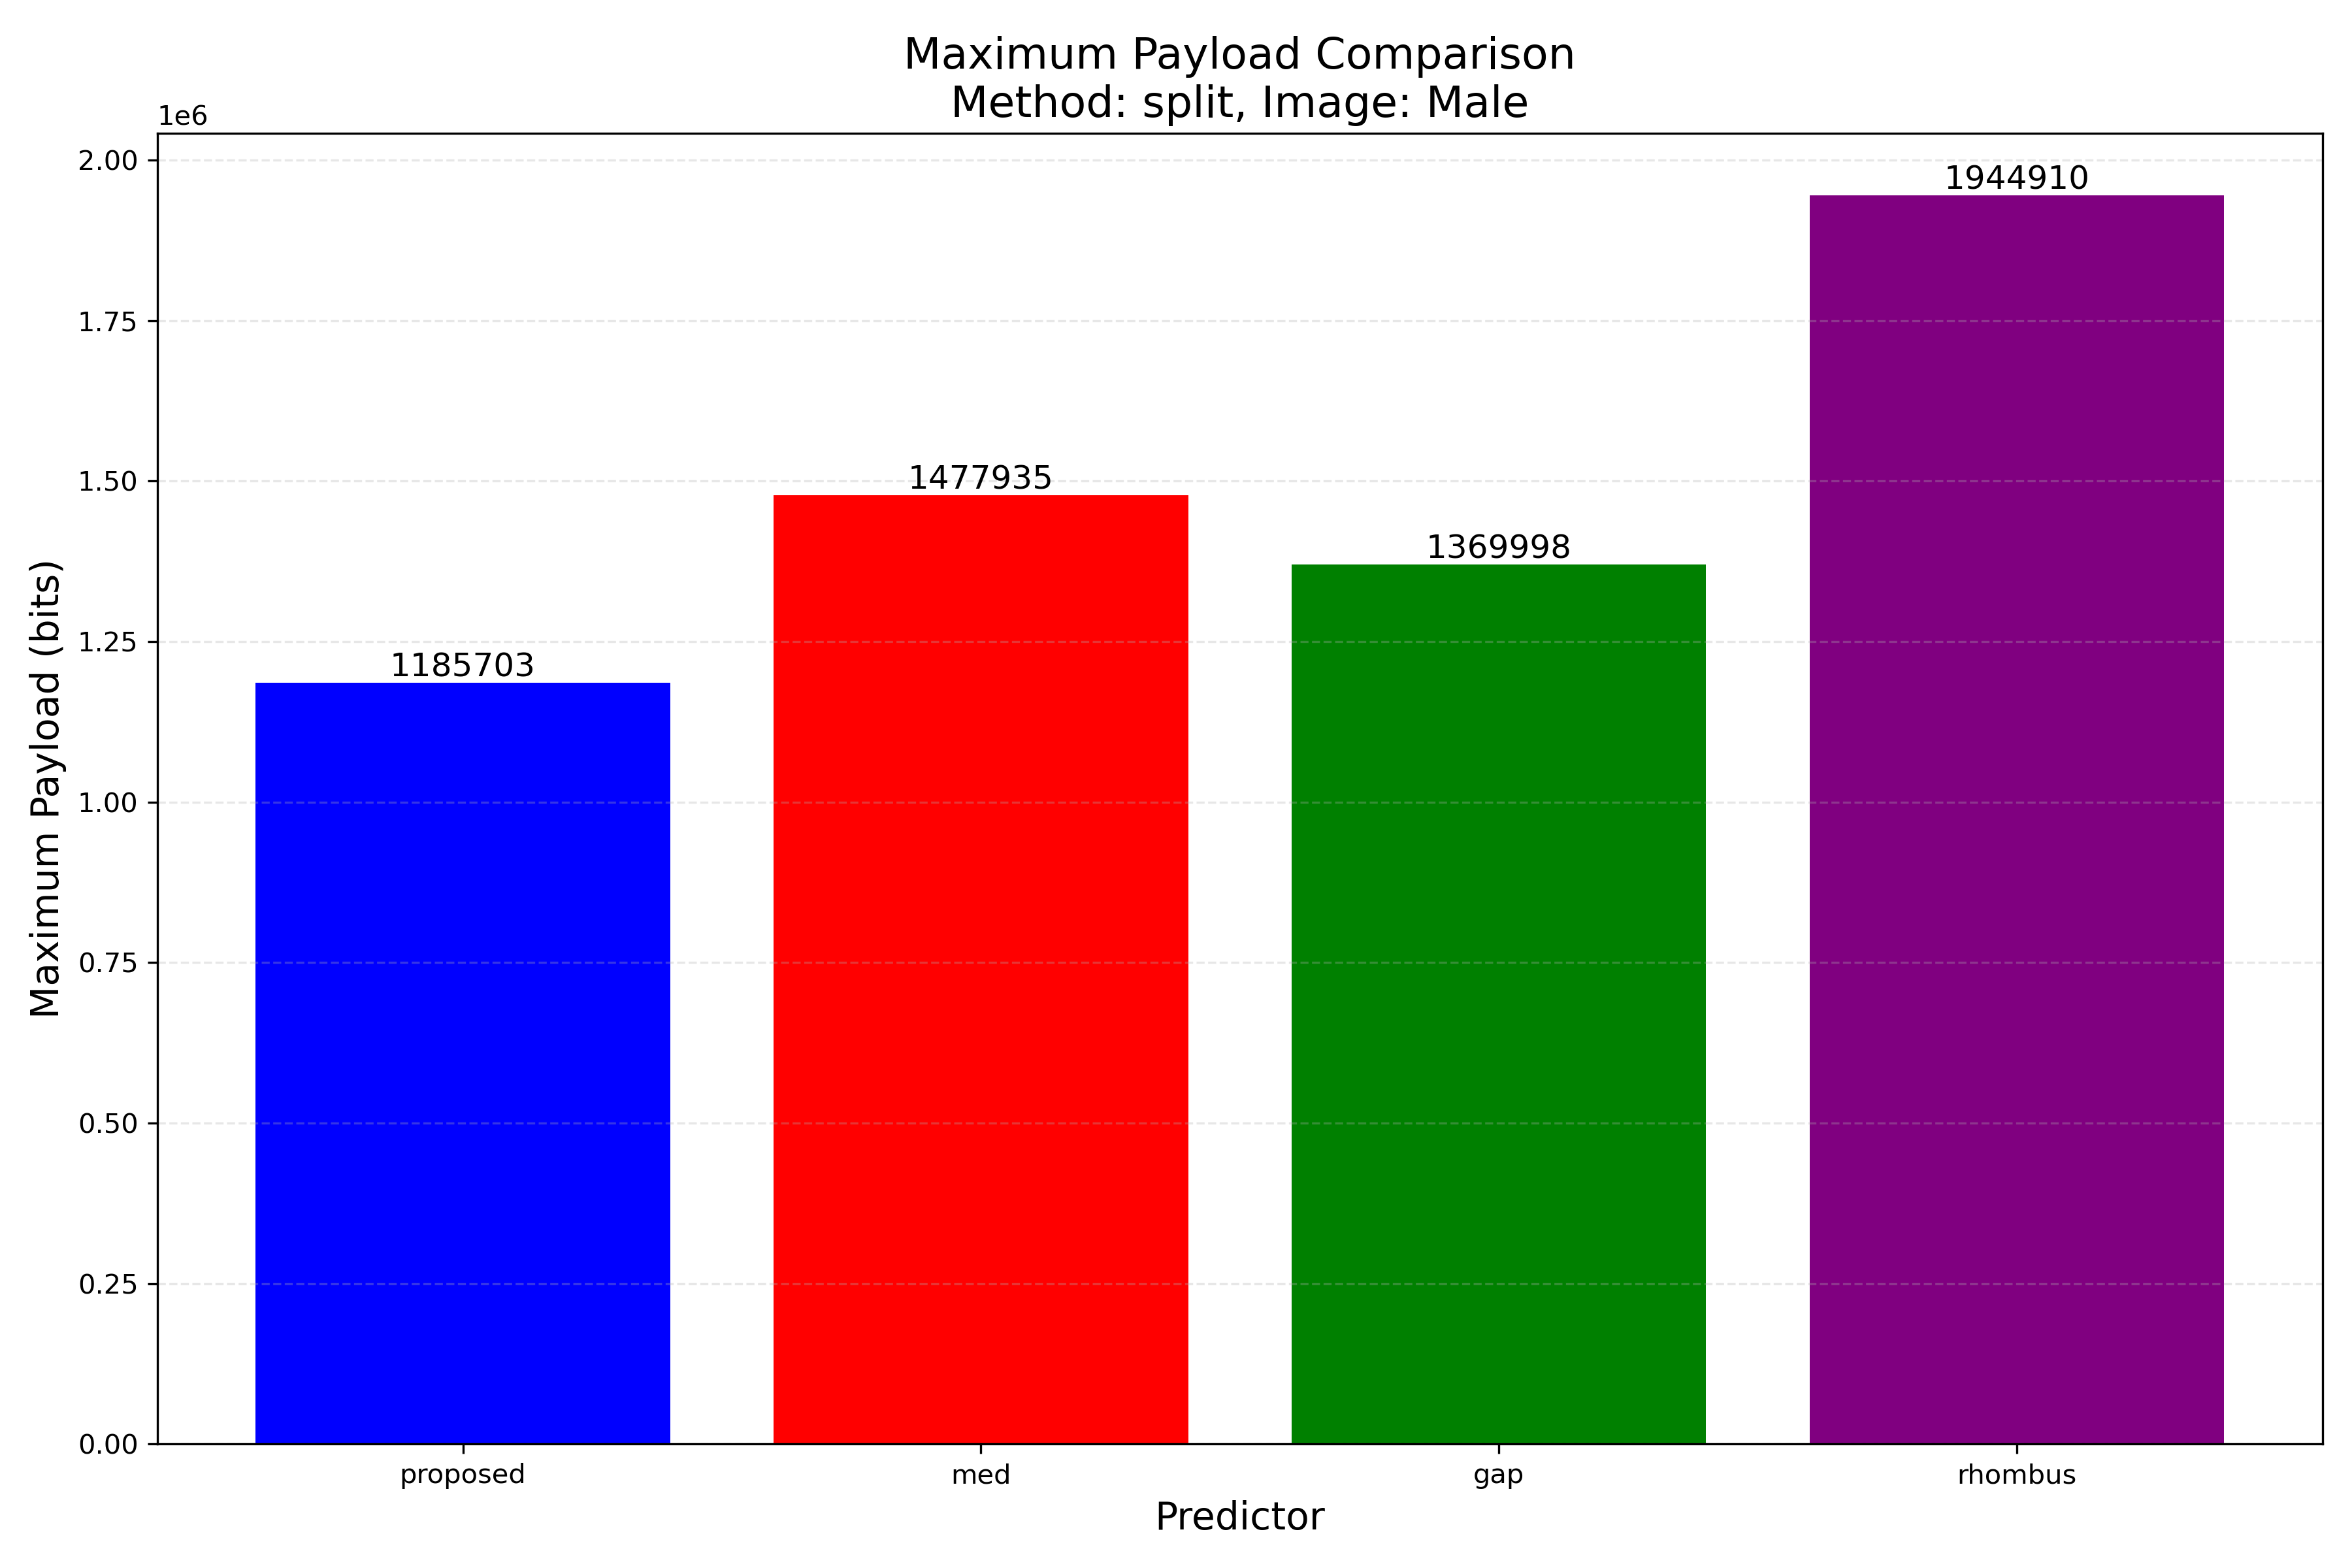 Maximum Payload Comparison
Method: split, Image: Male
1e6
2.00
1.75
1.50
1.25
1.00
0.75
0.50
0.25
0.00
Maximum Payload (bits)
1185703
1477935
1369998
1944910
proposed
med
gap
rhombus
Predictor